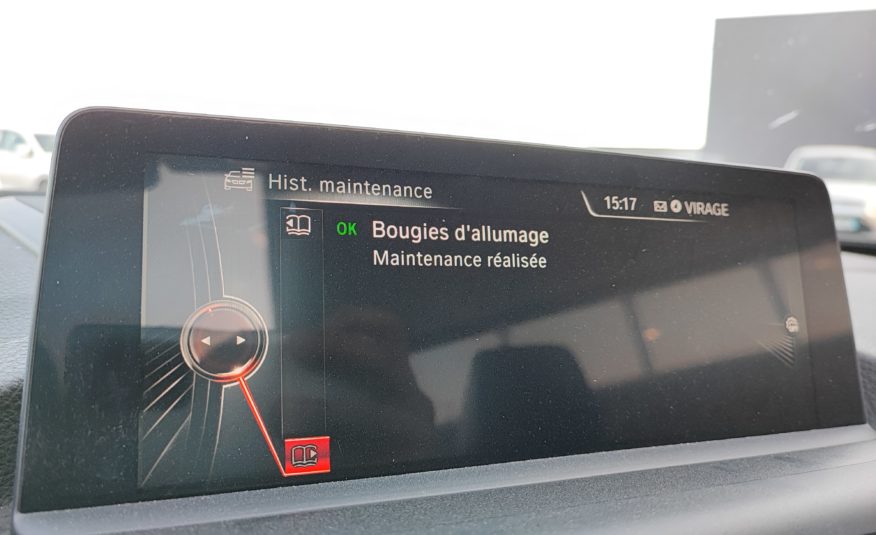 Hist. maintenance
15:17 VIRAGE
OK Bougies d'allumage
Maintenance réalisée